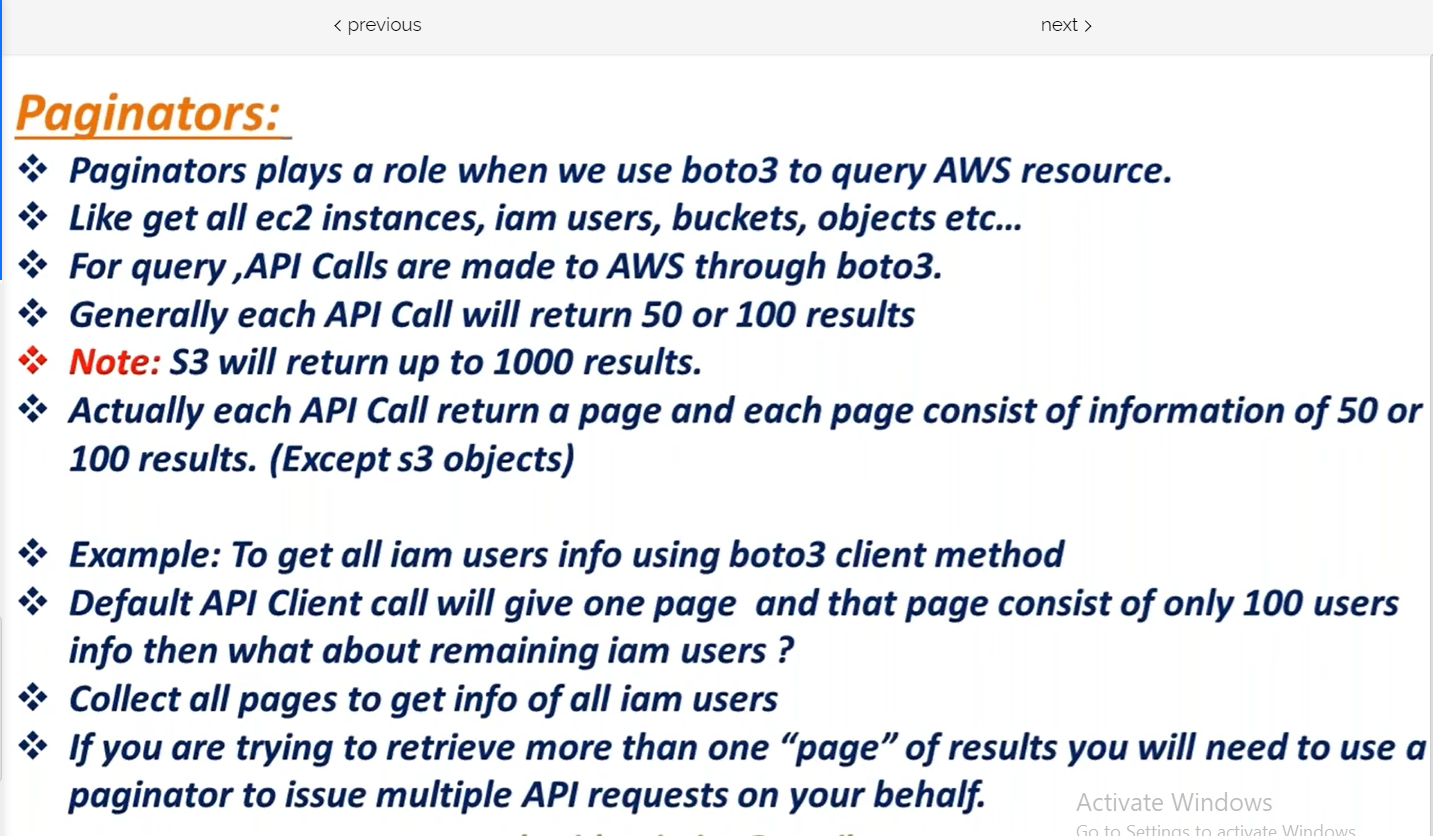 < previous
next >
Paginators:
❖ Paginators plays a role when we use boto3 to query AWS resource.
❖ Like get all ec2 instances, iam users, buckets, objects etc...
❖ For query ,API Calls are made to AWS through boto3.
❖ Generally each API Call will return 50 or 100 results
❖ Note: S3 will return up to 1000 results.
❖ Actually each API Call return a page and each page consist of information of 50 or
100 results. (Except s3 objects)
❖ Example: To get all iam users info using boto3 client method
❖ Default API Client call will give one page and that page consist of only 100 users
info then what about remaining iam users ?
❖ Collect all pages to get info of all iam users
❖ If you are trying to retrieve more than one “page” of results you will need to use a
paginator to issue multiple API requests on your behalf.
Activate Windows
Go to Settings to activate Windows.